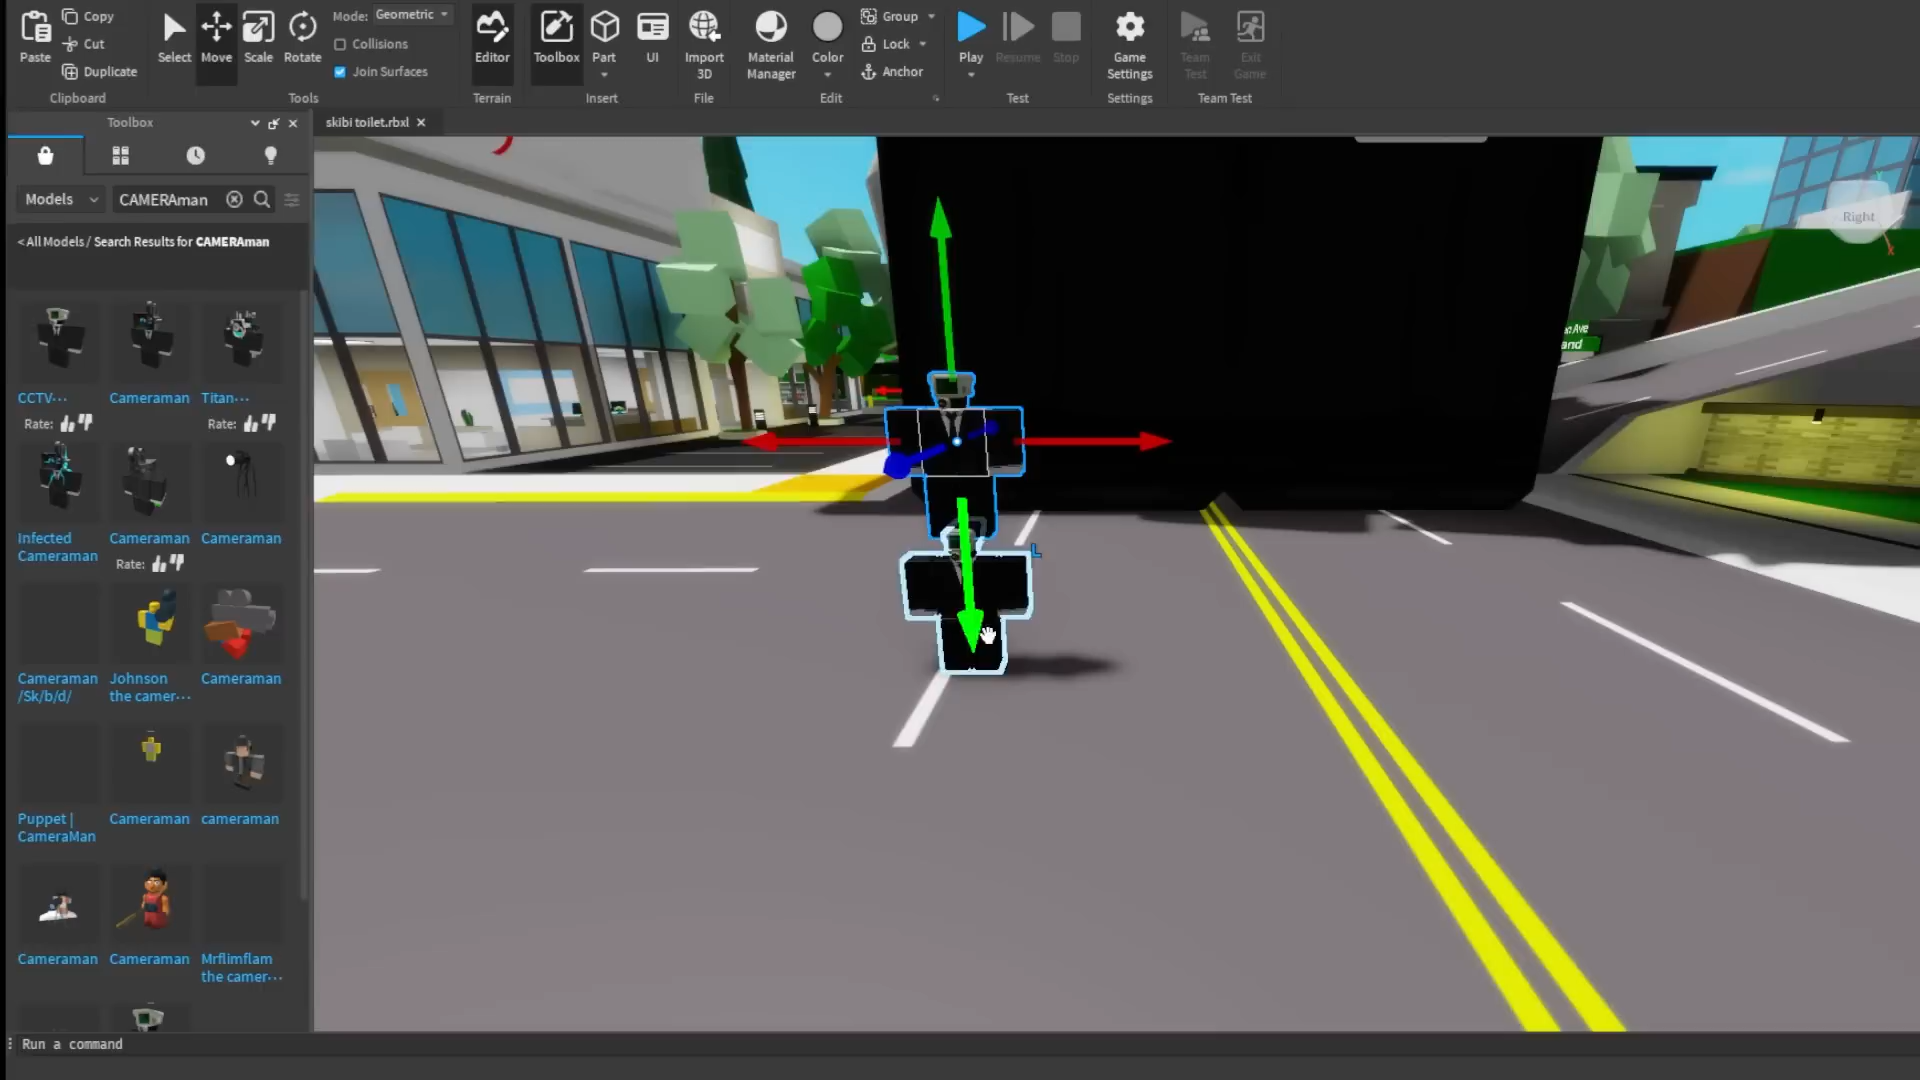 Paste
Copy
Cut
Duplicate
Clipboard
Select
Move
Scale
Rotate
Mode: Geometric
Collisions
Join Surfaces
Tools
Editor
Terrain
Toolbox
Part
UI
Insert
Import
3D
File
Material
Manager
Color
Group
Lock
Anchor
Edit
Play
Resume
Stop
Test
Game
Settings
Settings
Team
Test
Exit
Game
Team Test
Toolbox
skibi toilet.rbxl
Models
CAMERAman
< All Models / Search Results for CAMERAman
CCTV...
Cameraman
Titan...
Rate:
Rate:
Infected
Cameraman
Cameraman
Cameraman
Rate:
Cameraman
/Sk/b/d/
Johnson
the camer...
Cameraman
Puppet |
CameraMan
Cameraman
cameraman
Cameraman
Cameraman
Mrflimflam
the camer...
Y
Right
X
Ave
and
L
Run a command